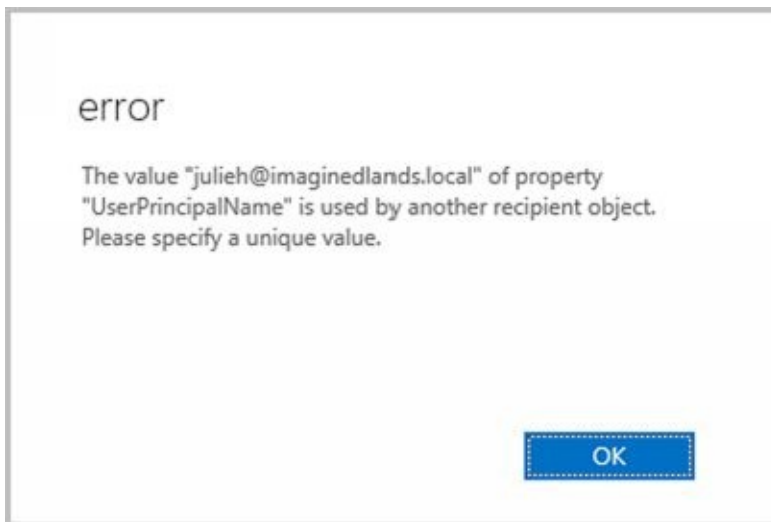 error
The value "julieh@imaginedlands.local" of property
"UserPrincipalName" is used by another recipient object.
Please specify a unique value.
OK